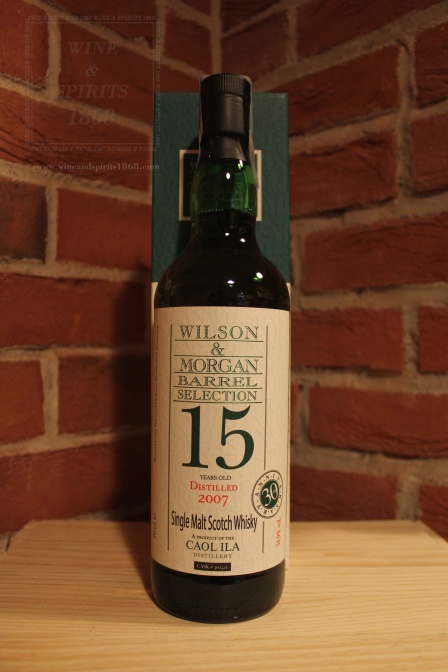 WINE
&
SPIRITS
1868
www.wineandspirits1868.com
WILSON
&
MORGAN
BARREL
SELECTION
15
YEARS OLD
DISTILLED
2007
ANNIVERSARY
30
Single Malt Scotch Whisky
A PRODUCT OF THE
CAOL ILA
DISTILLERY